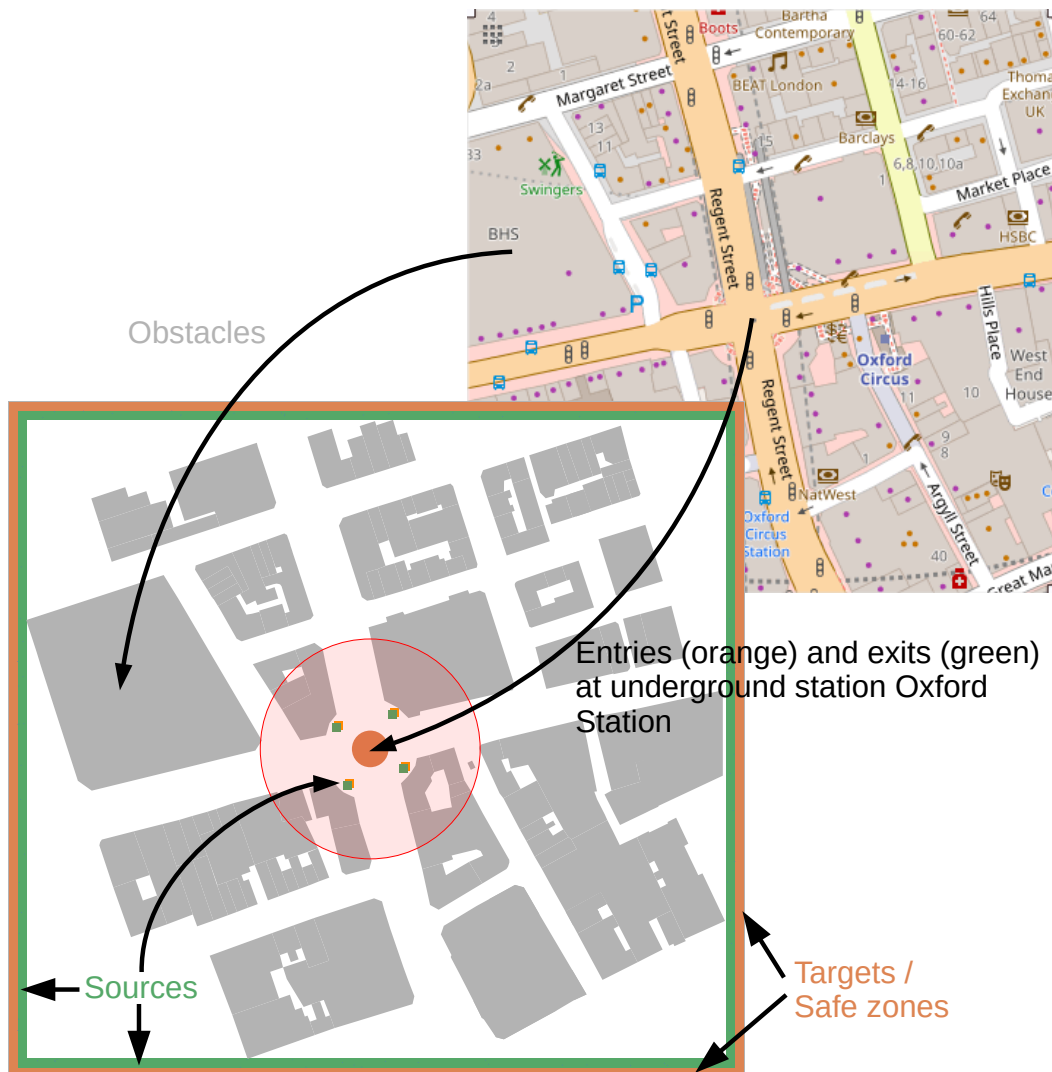 4
Boots
Bartha
Contemporary
64
60-62
2
2a
1
Margaret Street
BEAT London
14-16
Thoma
Exchan
UK
13
11
15
Barclays
33
Swingers
6,8,10,10a
1
Market Place
Regent Street
BHS
HSBC
P
Hills Place
Obstacles
Oxford
Circus
West
End
House
10
11
Regent Street
9
8
1
NatWest
Argyll Street
Oxford
Circus
Station
40
Great Ma
Entries (orange) and exits (green)
at underground station Oxford
Station
Sources
Targets /
Safe zones